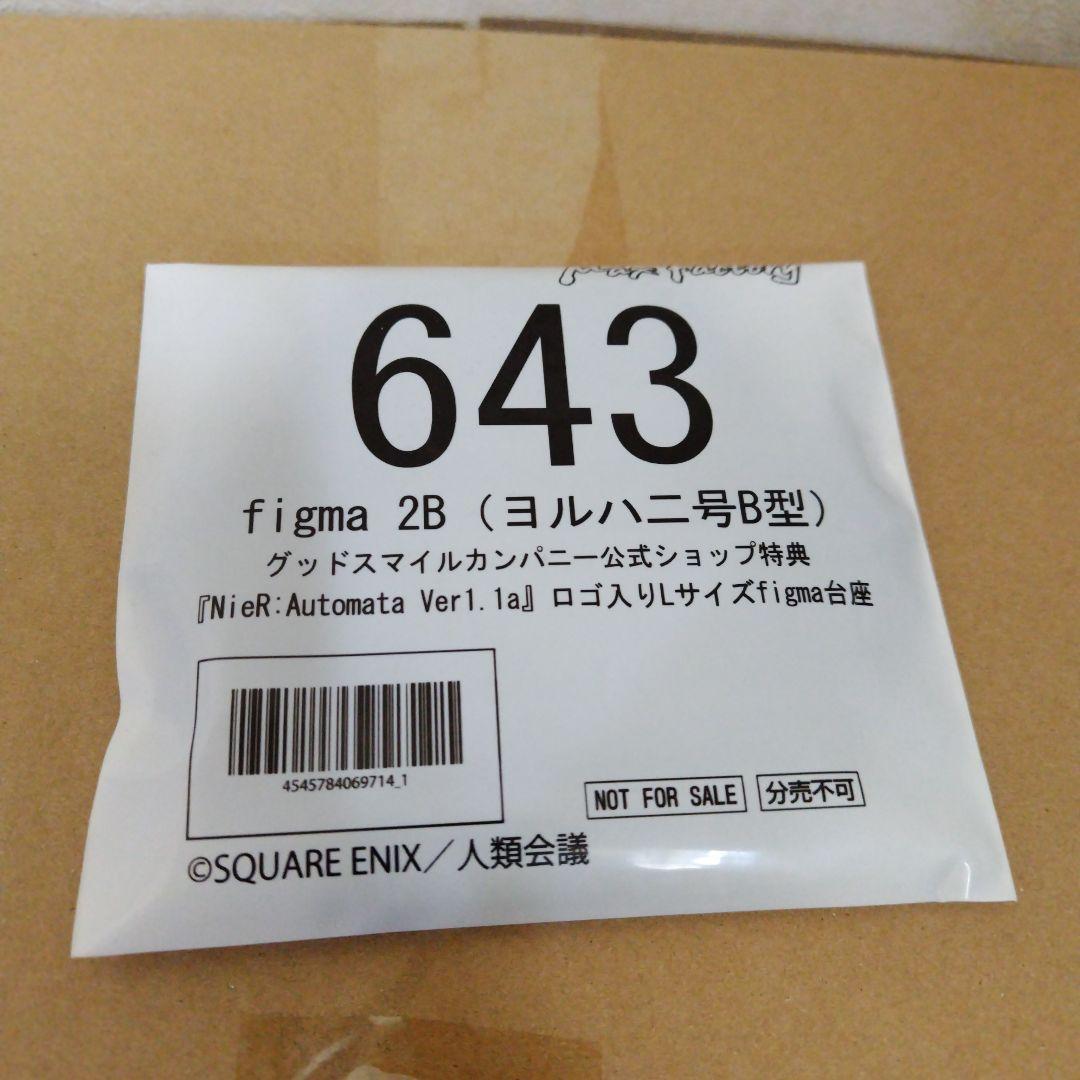 643
figma 2B (ヨルハ二号B型)
グッドスマイルカンパニー公式ショップ特典
『NieR:Automata Ver1.1a』ロゴ入りLサイズfigma台座
4545784069714_1
NOT FOR SALE 分売不可
©SQUARE ENIX／人類会議